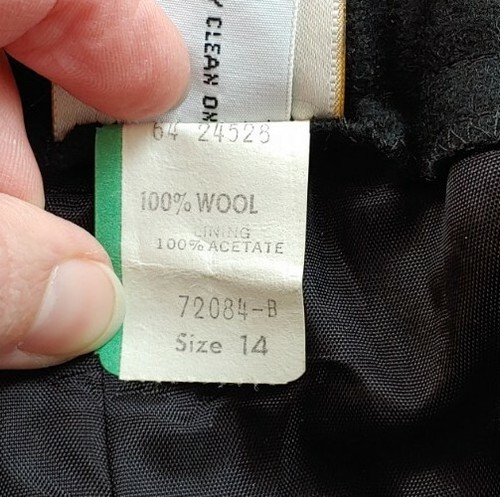 Y CLEAN ON
64 24528
100% WOOL
LINING
100% ACETATE
72084-B
Size 14